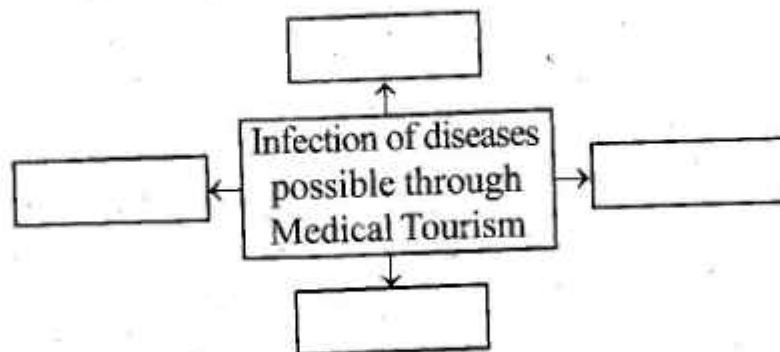 Infection of diseases
possible through
Medical Tourism